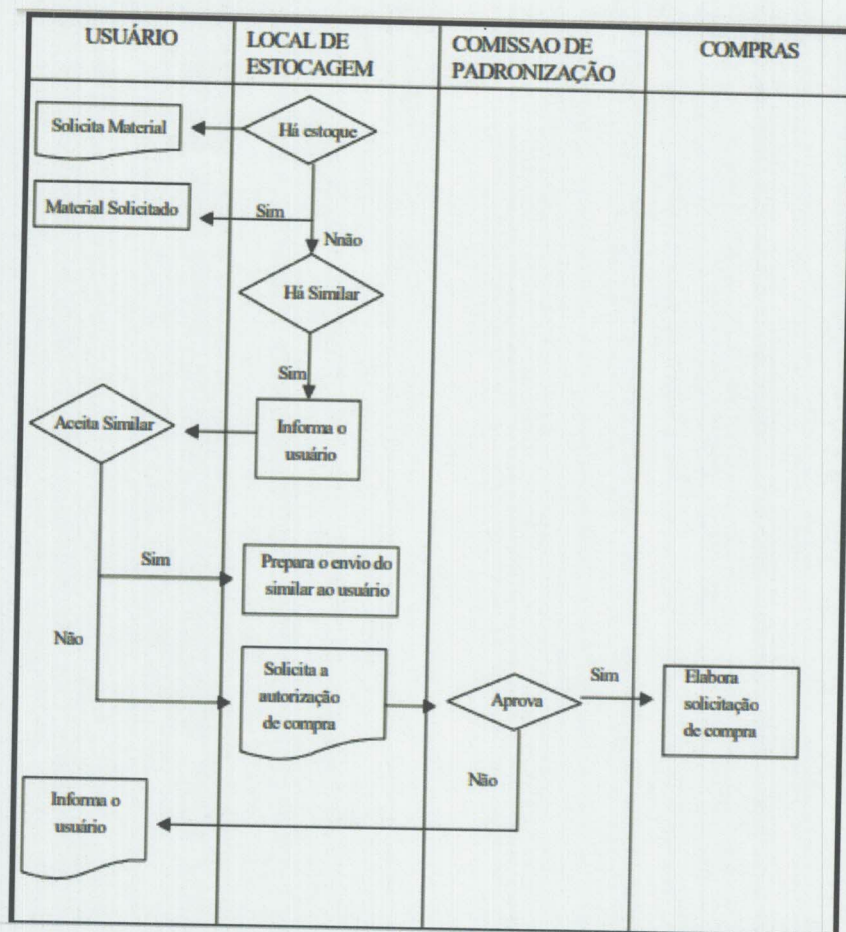 USUÁRIO
LOCAL DE
ESTOCAGEM
COMISSAO DE
PADRONIZAÇÃO
COMPRAS
Solicita Material
Há estoque
Material Solicitado
Sim
Nnão
Há Similar
Sim
Aceita Similar
Informa o
usuário
Sim
Prepara o envio do
similar ao usuário
Não
Solicita a
autorização
de compra
Aprova
Sim
Elabora
solicitação
de compra
Não
Informa o
usuário